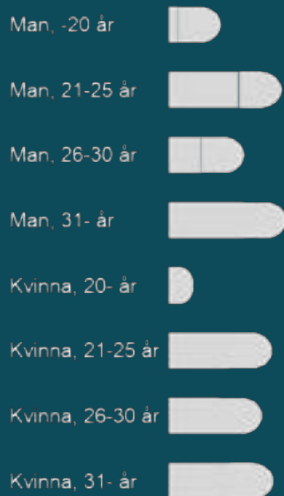 Man, -20 år
Man, 21-25 år
Man, 26-30 år
Man, 31- år
Kvinna, 20- år
Kvinna, 21-25 år
Kvinna, 26-30 år
Kvinna, 31- år